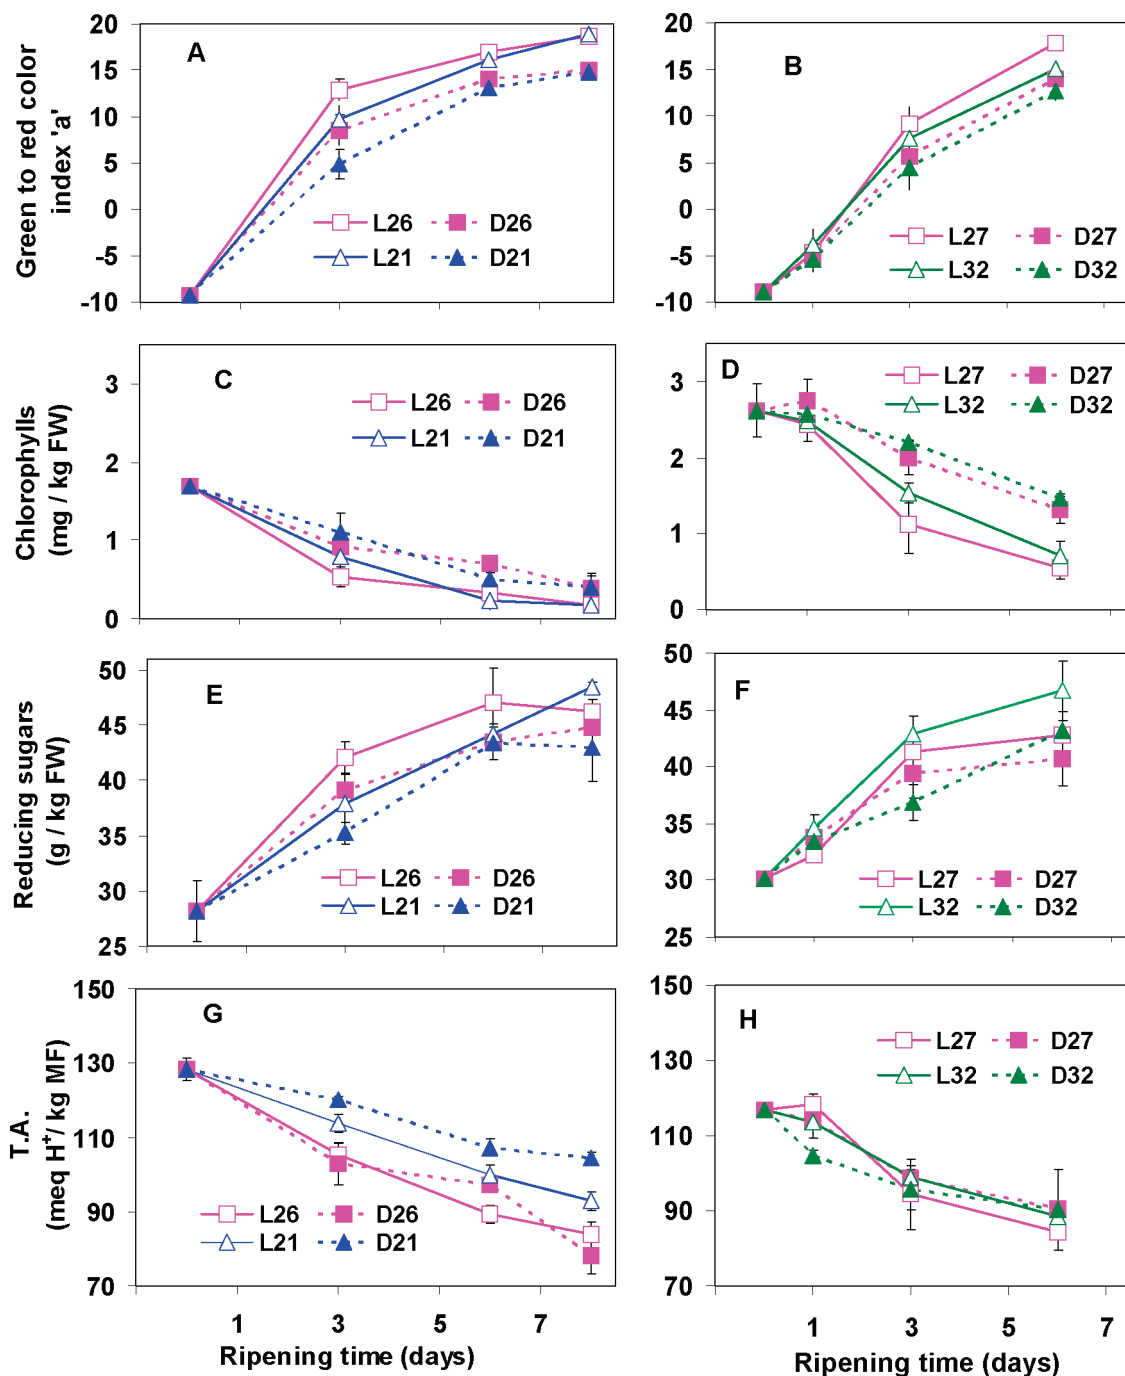 Green to red color
index 'a'
20
15
10
5
0
-5
-10
A
L26
D26
L21
D21
20
15
10
5
0
-5
-10
B
L27
D27
L32
D32
Chlorophylls
(mg / kg FW)
3
2
1
0
C
L26
D26
L21
D21
3
2
1
0
D
L27
D27
L32
D32
Reducing sugars
(g / kg FW)
50
45
40
35
30
25
E
L26
D26
L21
D21
50
45
40
35
30
25
F
L27
D27
L32
D32
T.A.
(meq H⁺/ kg MF)
150
130
110
90
70
G
L26
D26
L21
D21
1 3 5 7
Ripening time (days)
150
130
110
90
70
H
L27
D27
L32
D32
1 3 5 7
Ripening time (days)